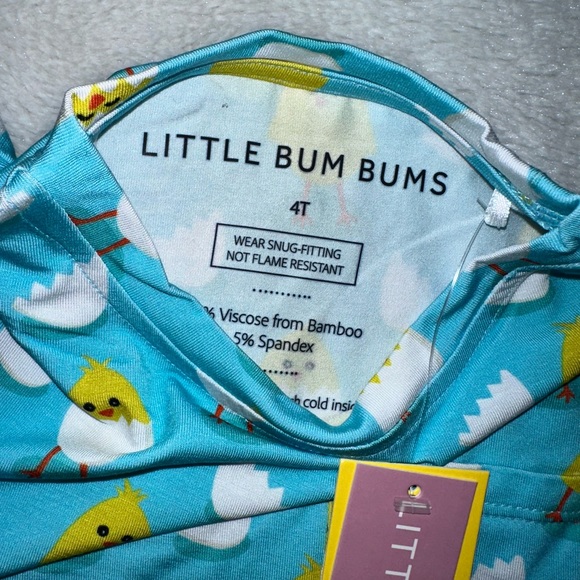 LITTLE BUM BUMS
4T
WEAR SNUG-FITTING
NOT FLAME RESISTANT
% Viscose from Bamboo
5% Spandex
cold insi
LITT